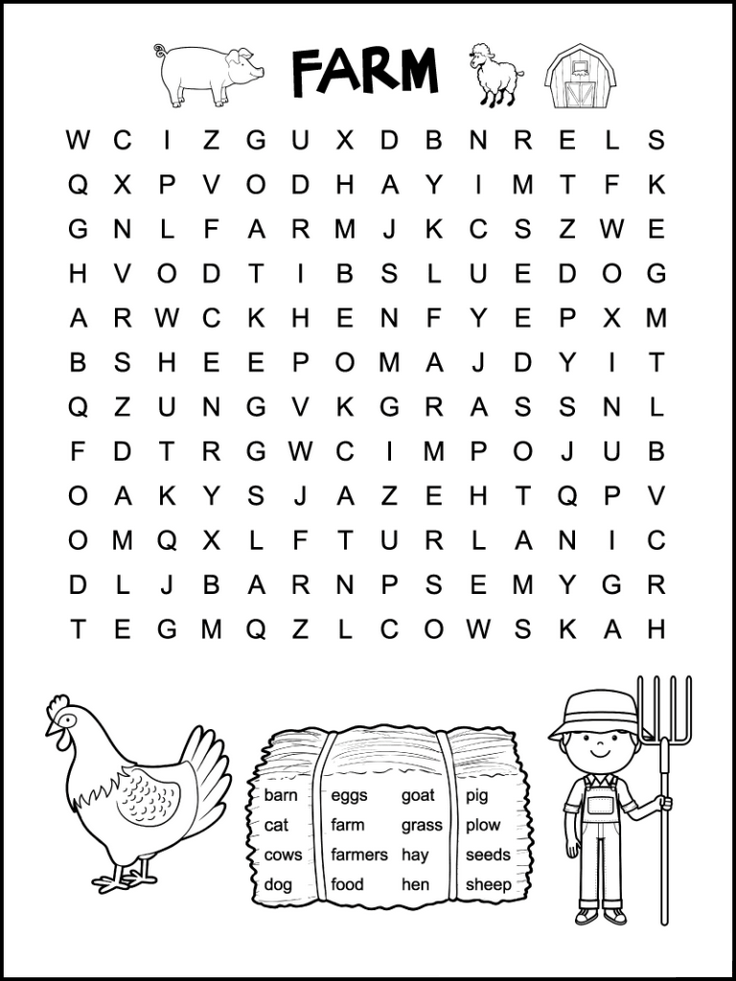 FARM
W C I Z G U X D B N R E L S
Q X P V O D H A Y I M T F K
G N L F A R M J K C S Z W E
H V O D T I B S L U E D O G
A R W C K H E N F Y E P X M
B S H E E P O M A J D Y I T
Q Z U N G V K G R A S S N L
F D T R G W C I M P O J U B
O A K Y S J A Z E H T Q P V
O M Q X L F T U R L A N I C
D L J B A R N P S E M Y G R
T E G M Q Z L C O W S K A H
barn eggs goat pig
cat farm grass plow
cows farmers hay seeds
dog food hen sheep